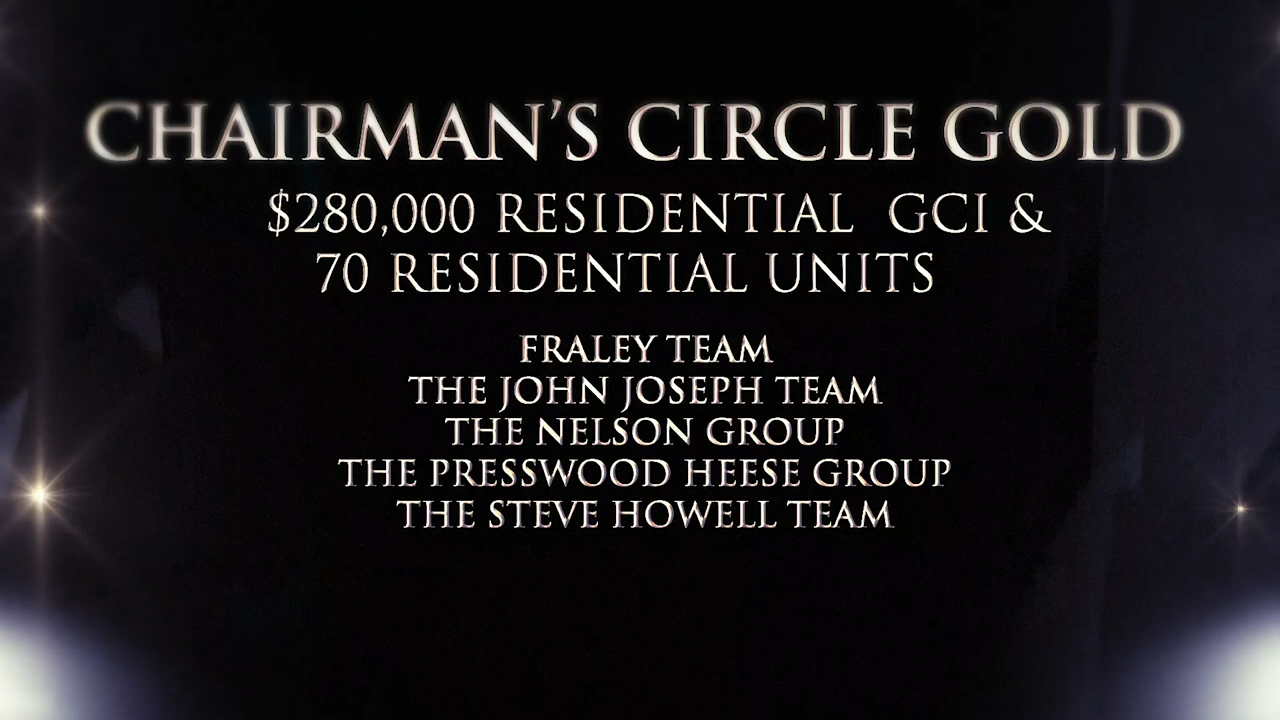 CHAIRMAN'S CIRCLE GOLD
$280,000 RESIDENTIAL GCI &
70 RESIDENTIAL UNITS
FRALEY TEAM
THE JOHN JOSEPH TEAM
THE NELSON GROUP
THE PRESSWOOD HEESE GROUP
THE STEVE HOWELL TEAM